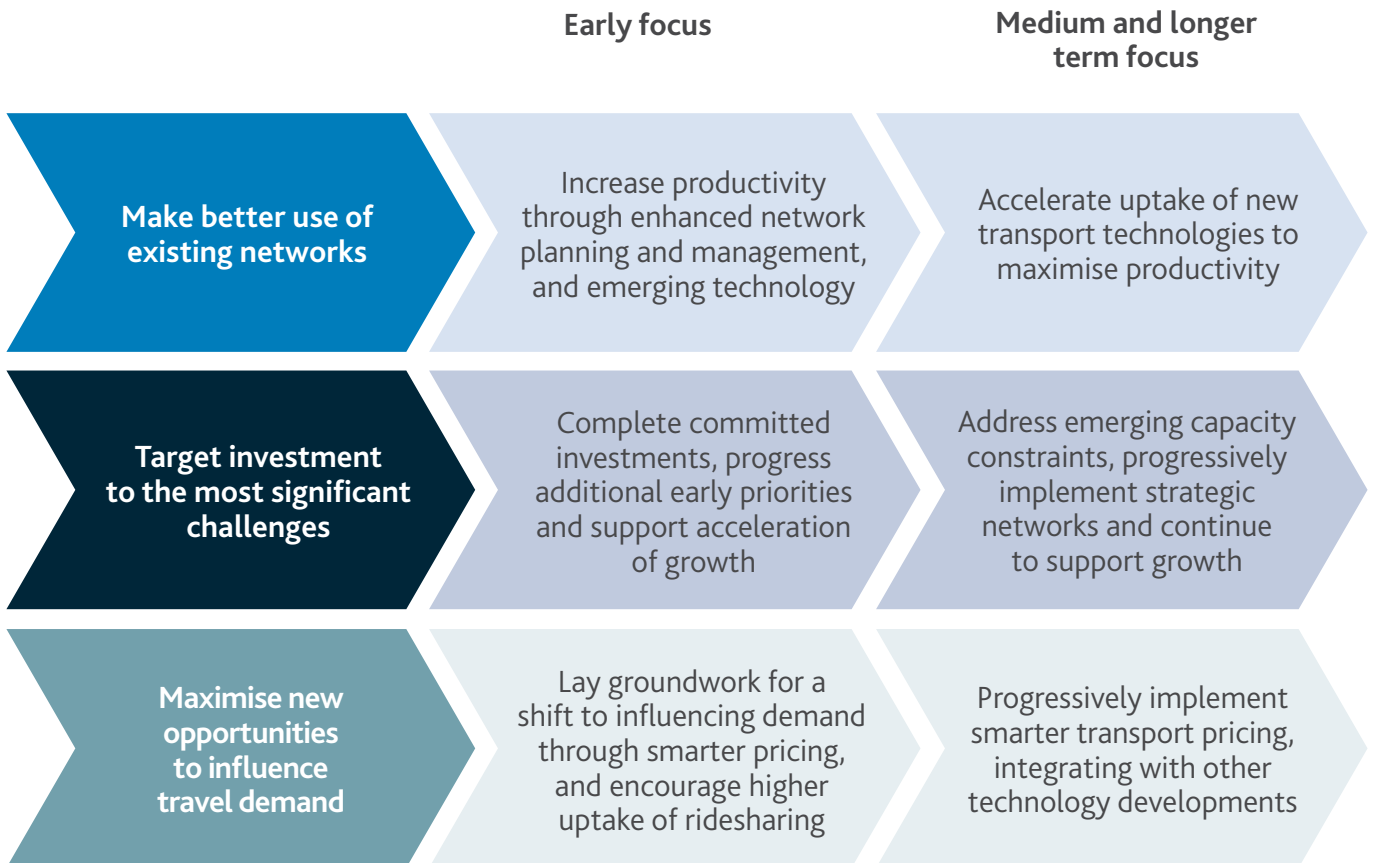 Early focus
Medium and longer
term focus
Make better use of
existing networks
Increase productivity
through enhanced network
planning and management,
and emerging technology
Accelerate uptake of new
transport technologies to
maximise productivity
Target investment
to the most significant
challenges
Complete committed
investments, progress
additional early priorities
and support acceleration
of growth
Address emerging capacity
constraints, progressively
implement strategic
networks and continue
to support growth
Maximise new
opportunities
to influence
travel demand
Lay groundwork for a
shift to influencing demand
through smarter pricing,
and encourage higher
uptake of ridesharing
Progressively implement
smarter transport pricing,
integrating with other
technology developments